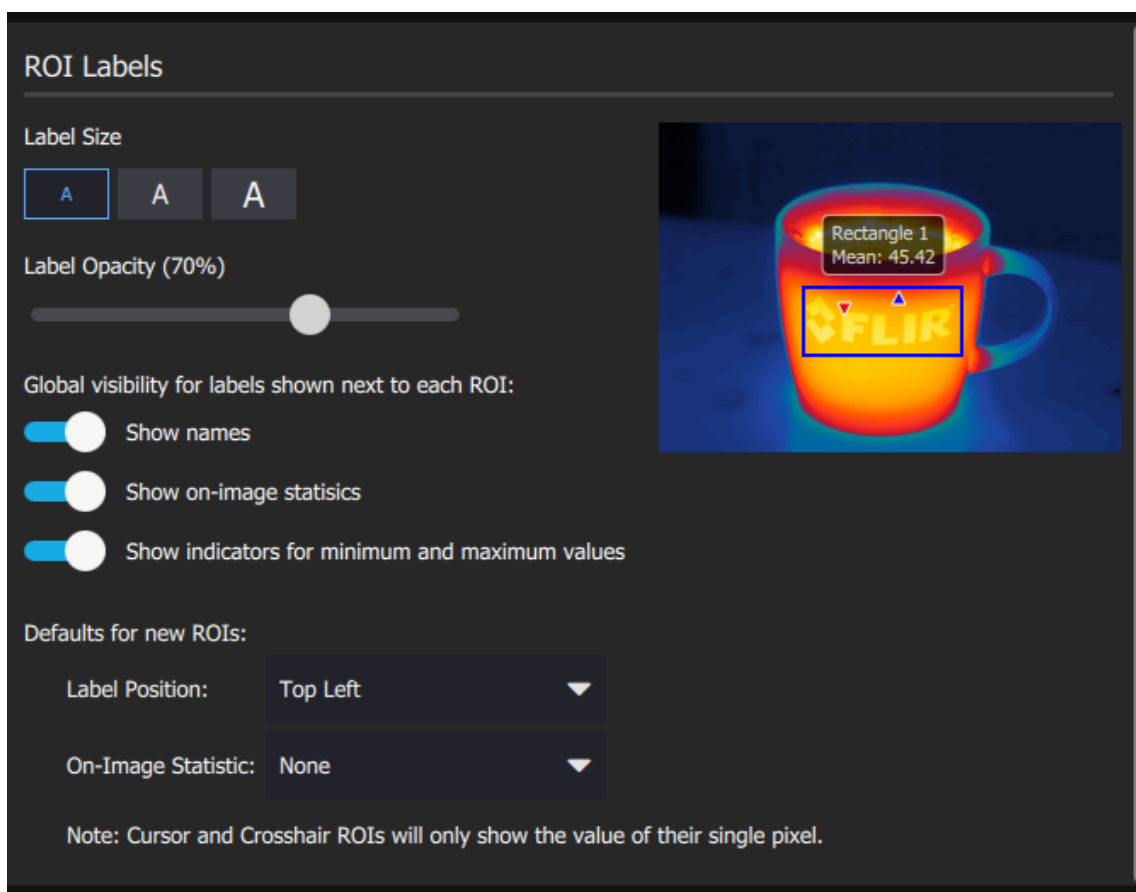 ROI Labels
Label Size
A A A
Label Opacity (70%)
Rectangle 1
Mean: 45.42
FLIR
Global visibility for labels shown next to each ROI:
Show names
Show on-image statisics
Show indicators for minimum and maximum values
Defaults for new ROIs:
Label Position: Top Left
On-Image Statistic: None
Note: Cursor and Crosshair ROIs will only show the value of their single pixel.